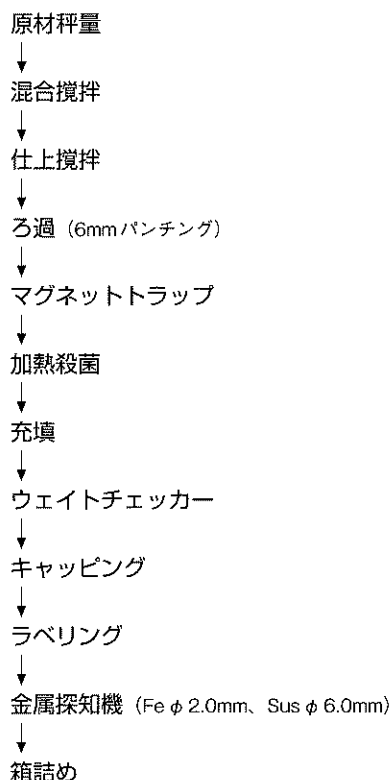 原材秤量
↓
混合撹拌
↓
仕上撹拌
↓
ろ過（6mmパンチング）
↓
マグネットトラップ
↓
加熱殺菌
↓
充填
↓
ウェイトチェッカー
↓
キャッピング
↓
ラベリング
↓
金属探知機（Fe φ 2.0mm、Sus φ 6.0mm）
↓
箱詰め